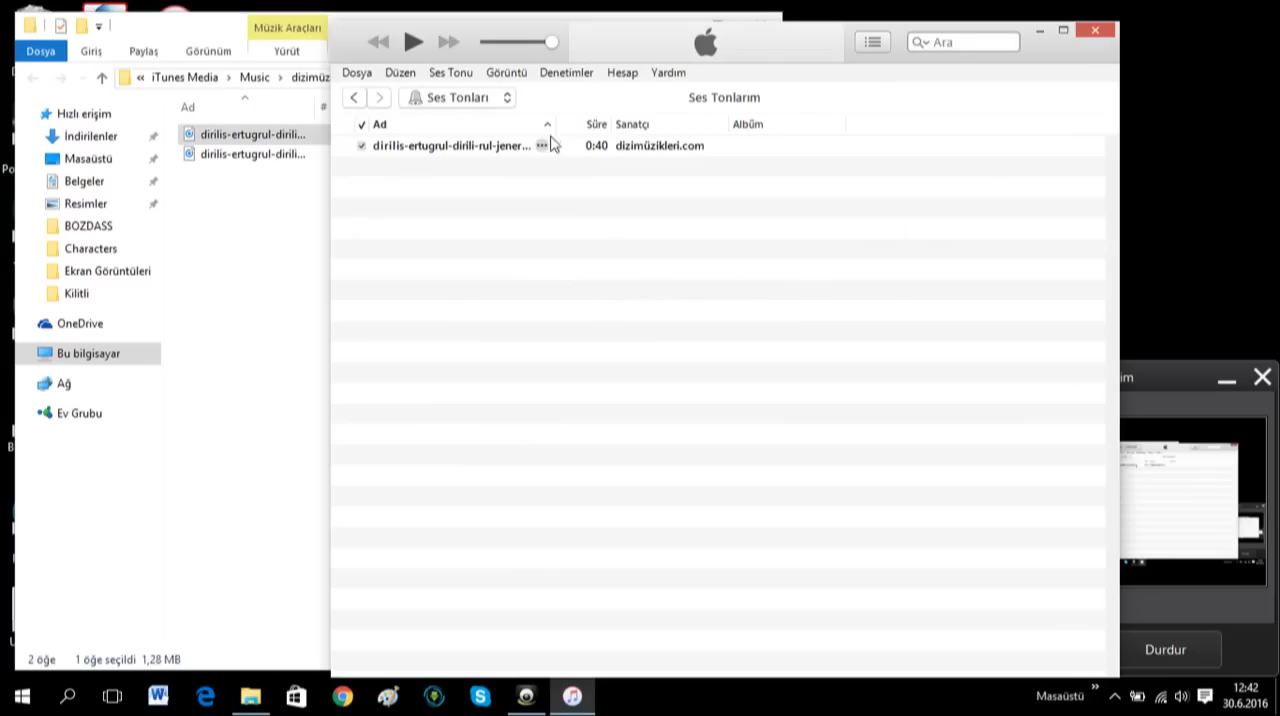 Müzik Araçları
Dosya Giriş Paylaş Görünüm Yürüt
« iTunes Media › Music › dizimüz
Ad #
Hızlı erişim
İndirilenler
Masaüstü
Belgeler
Resimler
BOZDASS
Characters
Ekran Görüntüleri
Kilitli
OneDrive
Bu bilgisayar
Ağ
Ev Grubu
dirilis-ertugrul-dirili...
dirilis-ertugrul-dirili...
2 öğe 1 öğe seçildi 1,28 MB
Ara
Dosya Düzen Ses Tonu Görüntü Denetimler Hesap Yardım
Ses Tonları
Ses Tonlarım
Ad Süre Sanatçı Albüm
dirilis-ertugrul-dirili-rul-jener... 0:40 dizimüzikleri.com
im
Durdur
Masaüstü
12:42
30.6.2016